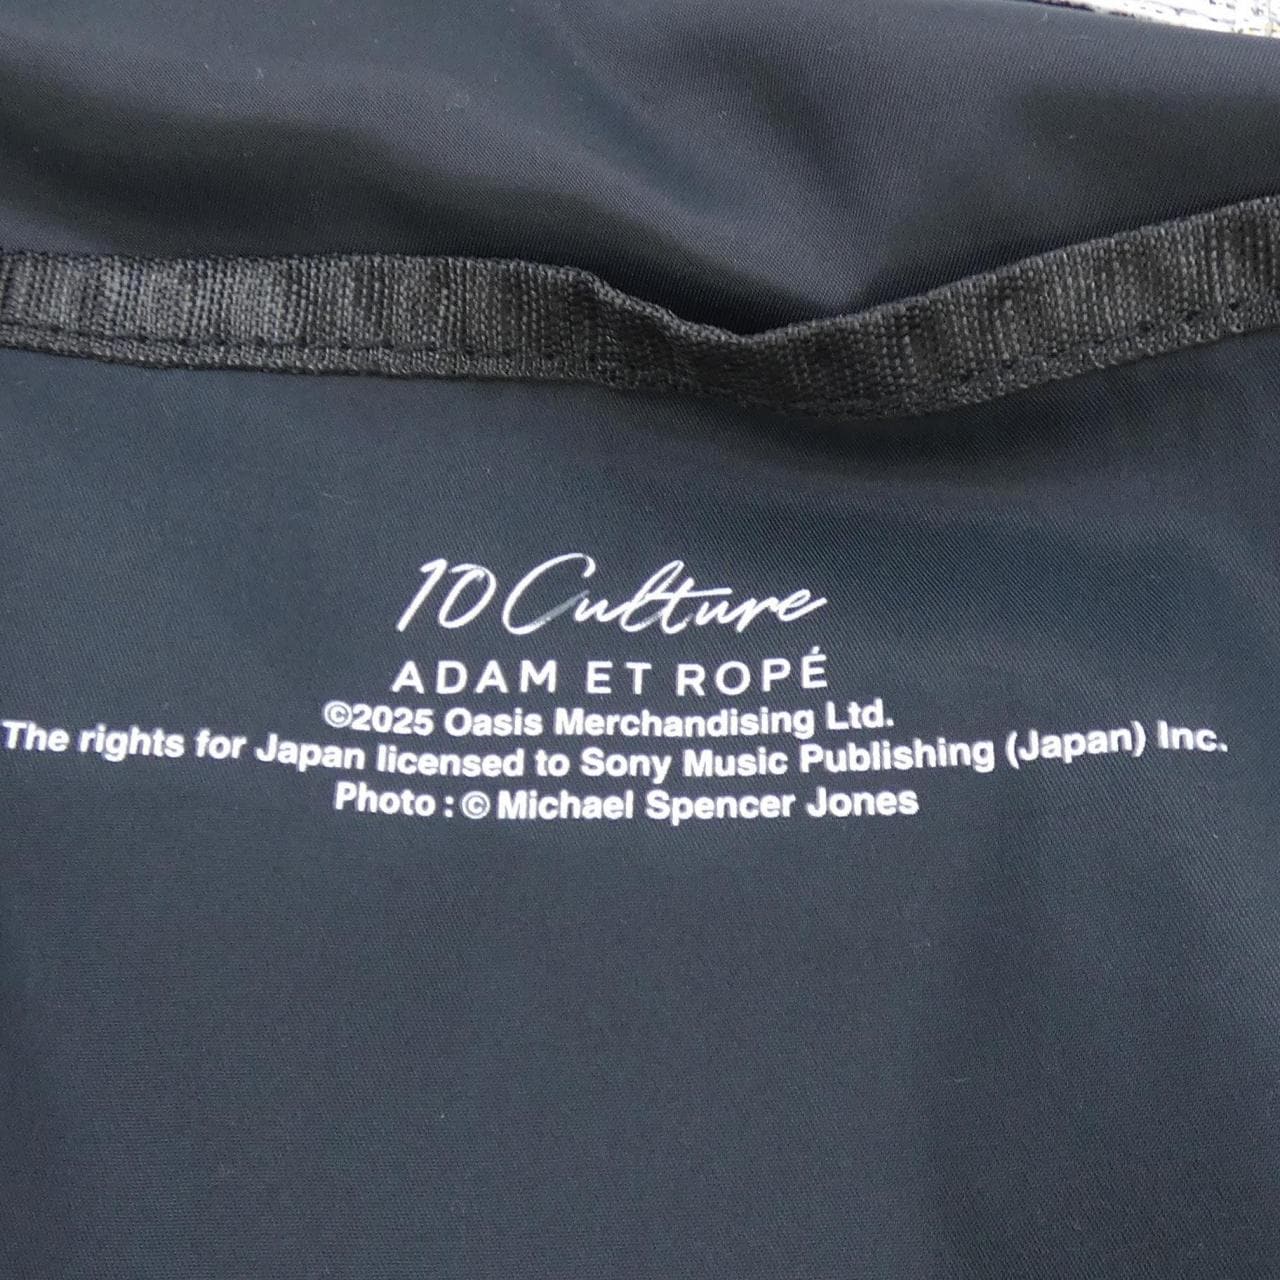 10 Culture
ADAM ET ROPÉ
©2025 Oasis Merchandising Ltd.
The rights for Japan licensed to Sony Music Publishing (Japan) Inc.
Photo : © Michael Spencer Jones